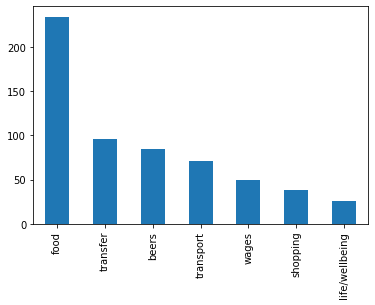 200
150
100
50
0
food
transfer
beers
transport
wages
shopping
life/wellbeing